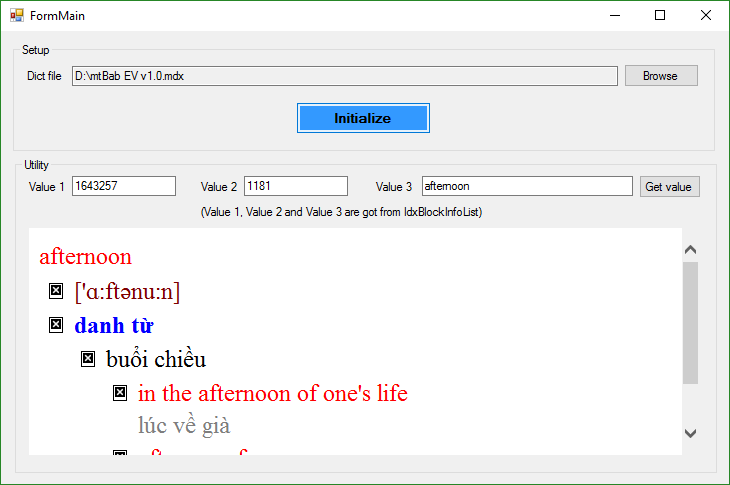 FormMain
Setup
Dict file D:\mtBab EV v1.0.mdx Browse
Initialize
Utility
Value 1 1643257 Value 2 1181 Value 3 afternoon Get value
(Value 1, Value 2 and Value 3 are got from IdxBlockInfoList)
afternoon
['ɑ:ftənu:n]
danh từ
buổi chiều
in the afternoon of one's life
lúc về già